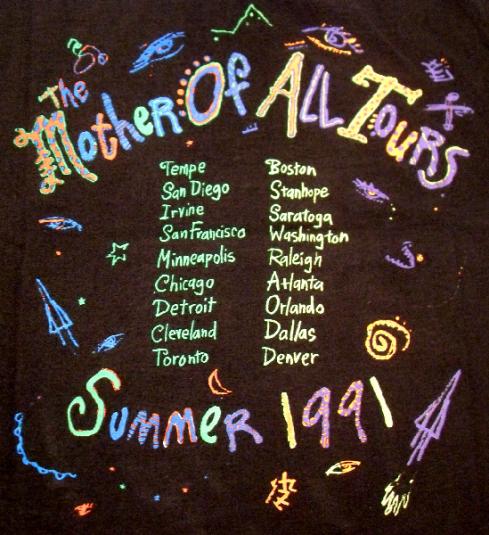 The Mother Of All Tours
Tempe
San Diego
Irvine
San Francisco
Minneapolis
Chicago
Detroit
Cleveland
Toronto
Boston
Stanhope
Saratoga
Washington
Raleigh
Atlanta
Orlando
Dallas
Denver
Summer 1991